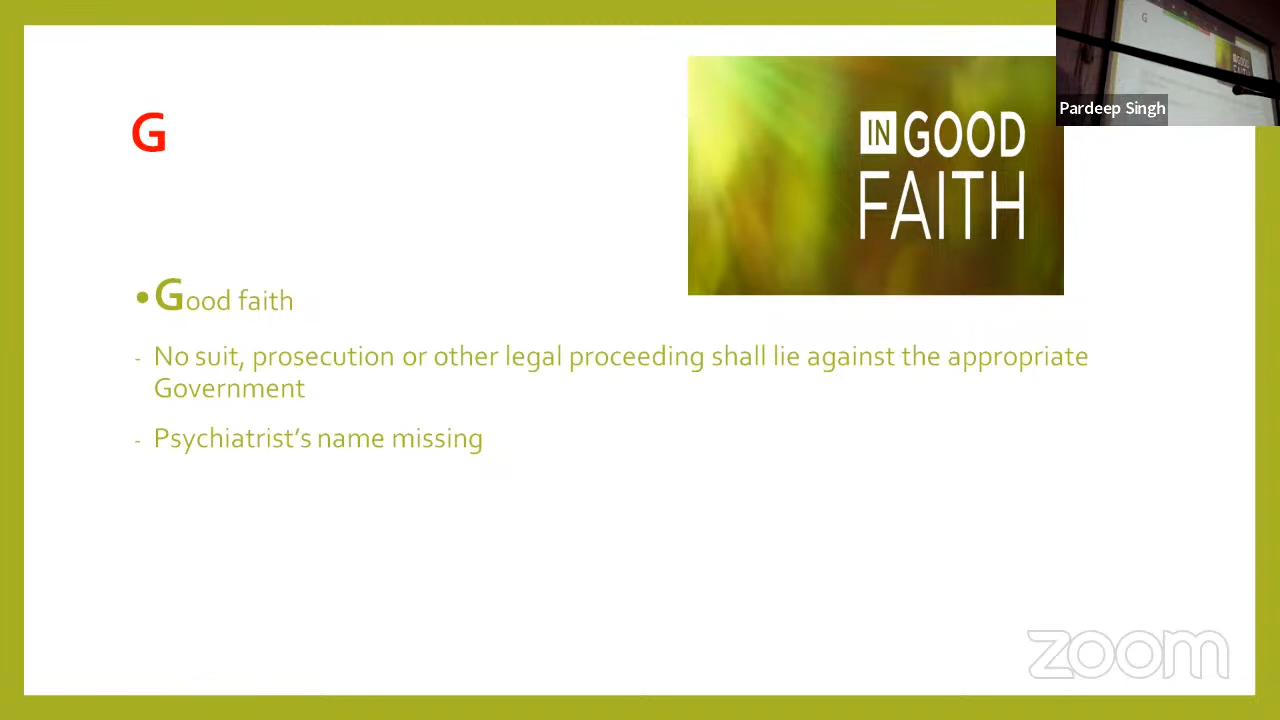 G
IN GOOD
FAITH
Pardeep Singh
• Good faith
- No suit, prosecution or other legal proceeding shall lie against the appropriate
Government
- Psychiatrist’s name missing
zoom